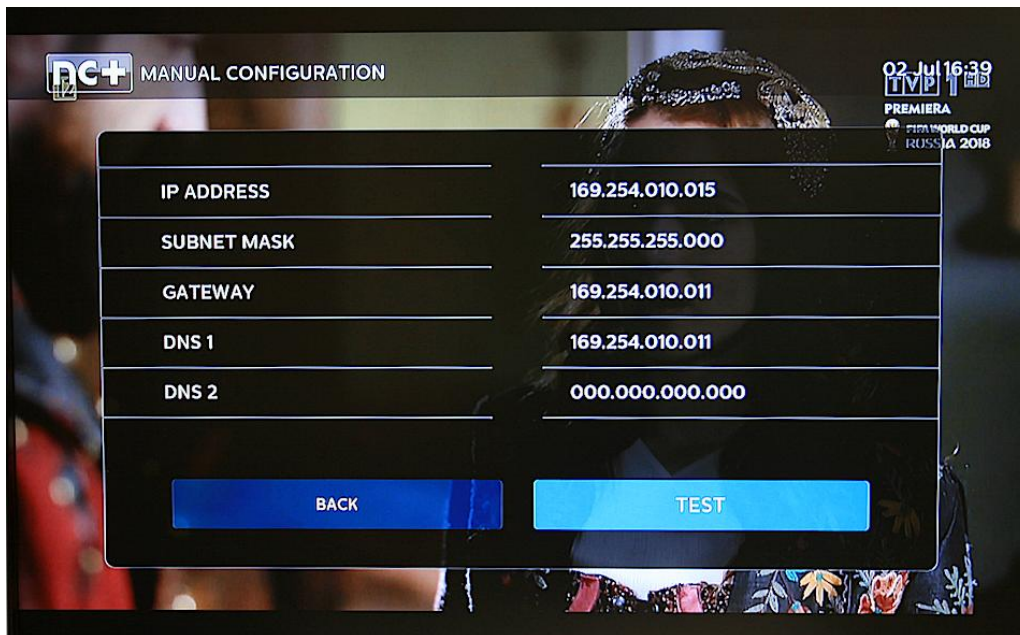 nc+ MANUAL CONFIGURATION
02 Jul 16:39
TVP 1 HD
PREMIERA
FIFA WORLD CUP
RUSSIA 2018
IP ADDRESS 169.254.010.015
SUBNET MASK 255.255.255.000
GATEWAY 169.254.010.011
DNS 1 169.254.010.011
DNS 2 000.000.000.000
BACK TEST